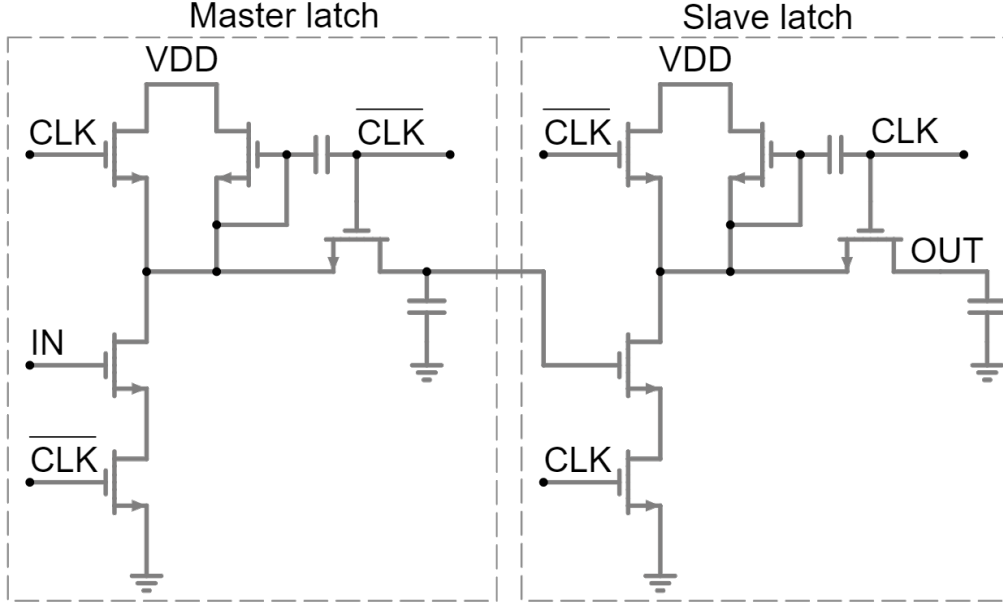 Master latch
VDD
CLK
C̅L̅K̅
IN
C̅L̅K̅
Slave latch
VDD
C̅L̅K̅
CLK
OUT
CLK